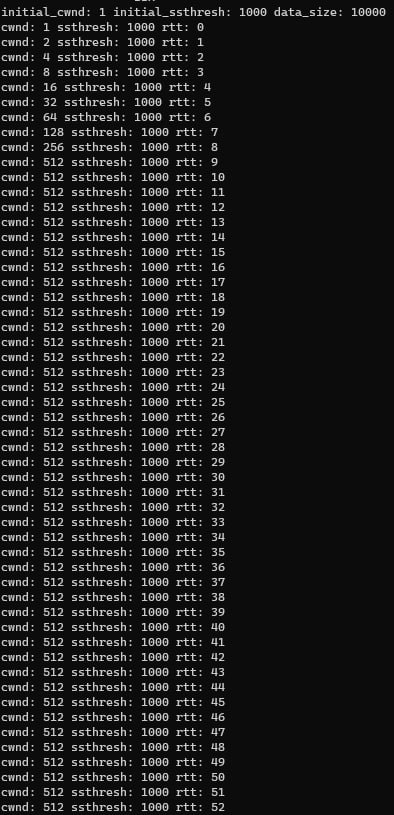 initial_cwnd: 1 initial_ssthresh: 1000 data_size: 10000
cwnd: 1 ssthresh: 1000 rtt: 0
cwnd: 2 ssthresh: 1000 rtt: 1
cwnd: 4 ssthresh: 1000 rtt: 2
cwnd: 8 ssthresh: 1000 rtt: 3
cwnd: 16 ssthresh: 1000 rtt: 4
cwnd: 32 ssthresh: 1000 rtt: 5
cwnd: 64 ssthresh: 1000 rtt: 6
cwnd: 128 ssthresh: 1000 rtt: 7
cwnd: 256 ssthresh: 1000 rtt: 8
cwnd: 512 ssthresh: 1000 rtt: 9
cwnd: 512 ssthresh: 1000 rtt: 10
cwnd: 512 ssthresh: 1000 rtt: 11
cwnd: 512 ssthresh: 1000 rtt: 12
cwnd: 512 ssthresh: 1000 rtt: 13
cwnd: 512 ssthresh: 1000 rtt: 14
cwnd: 512 ssthresh: 1000 rtt: 15
cwnd: 512 ssthresh: 1000 rtt: 16
cwnd: 512 ssthresh: 1000 rtt: 17
cwnd: 512 ssthresh: 1000 rtt: 18
cwnd: 512 ssthresh: 1000 rtt: 19
cwnd: 512 ssthresh: 1000 rtt: 20
cwnd: 512 ssthresh: 1000 rtt: 21
cwnd: 512 ssthresh: 1000 rtt: 22
cwnd: 512 ssthresh: 1000 rtt: 23
cwnd: 512 ssthresh: 1000 rtt: 24
cwnd: 512 ssthresh: 1000 rtt: 25
cwnd: 512 ssthresh: 1000 rtt: 26
cwnd: 512 ssthresh: 1000 rtt: 27
cwnd: 512 ssthresh: 1000 rtt: 28
cwnd: 512 ssthresh: 1000 rtt: 29
cwnd: 512 ssthresh: 1000 rtt: 30
cwnd: 512 ssthresh: 1000 rtt: 31
cwnd: 512 ssthresh: 1000 rtt: 32
cwnd: 512 ssthresh: 1000 rtt: 33
cwnd: 512 ssthresh: 1000 rtt: 34
cwnd: 512 ssthresh: 1000 rtt: 35
cwnd: 512 ssthresh: 1000 rtt: 36
cwnd: 512 ssthresh: 1000 rtt: 37
cwnd: 512 ssthresh: 1000 rtt: 38
cwnd: 512 ssthresh: 1000 rtt: 39
cwnd: 512 ssthresh: 1000 rtt: 40
cwnd: 512 ssthresh: 1000 rtt: 41
cwnd: 512 ssthresh: 1000 rtt: 42
cwnd: 512 ssthresh: 1000 rtt: 43
cwnd: 512 ssthresh: 1000 rtt: 44
cwnd: 512 ssthresh: 1000 rtt: 45
cwnd: 512 ssthresh: 1000 rtt: 46
cwnd: 512 ssthresh: 1000 rtt: 47
cwnd: 512 ssthresh: 1000 rtt: 48
cwnd: 512 ssthresh: 1000 rtt: 49
cwnd: 512 ssthresh: 1000 rtt: 50
cwnd: 512 ssthresh: 1000 rtt: 51
cwnd: 512 ssthresh: 1000 rtt: 52